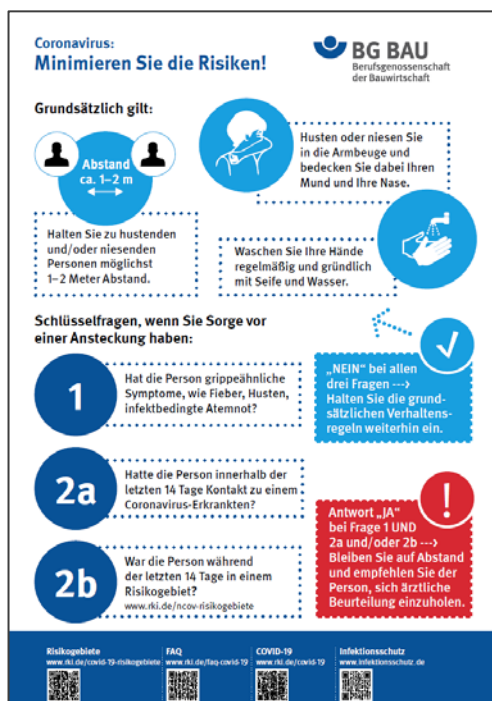 Coronavirus:
Minimieren Sie die Risiken!
BG BAU
Berufsgenossenschaft
der Bauwirtschaft
Grundsätzlich gilt:
Abstand
ca. 1–2 m
Halten Sie zu hustenden
und/oder niesenden
Personen möglichst
1–2 Meter Abstand.
Husten oder niesen Sie
in die Armbeuge und
bedecken Sie dabei Ihren
Mund und Ihre Nase.
Waschen Sie Ihre Hände
regelmäßig und gründlich
mit Seife und Wasser.
Schlüsselfragen, wenn Sie Sorge vor
einer Ansteckung haben:
1
Hat die Person grippeähnliche
Symptome, wie Fieber, Husten,
infektbedingte Atemnot?
2a
Hatte die Person innerhalb der
letzten 14 Tage Kontakt zu einem
Coronavirus-Erkrankten?
2b
War die Person während
der letzten 14 Tage in einem
Risikogebiet?
www.rki.de/ncov-risikogebiete
„NEIN“ bei allen
drei Fragen --->
Halten Sie die grund-
sätzlichen Verhaltens-
regeln weiterhin ein.
!
Antwort „JA“
bei Frage 1 UND
2a und/oder 2b --->
Bleiben Sie auf Abstand
und empfehlen Sie der
Person, sich ärztliche
Beurteilung einzuholen.
Risikogebiete
www.rki.de/covid-19-risikogebiete
FAQ
www.rki.de/faq-covid-19
COVID-19
www.rki.de/covid-19
Infektionsschutz
www.infektionsschutz.de